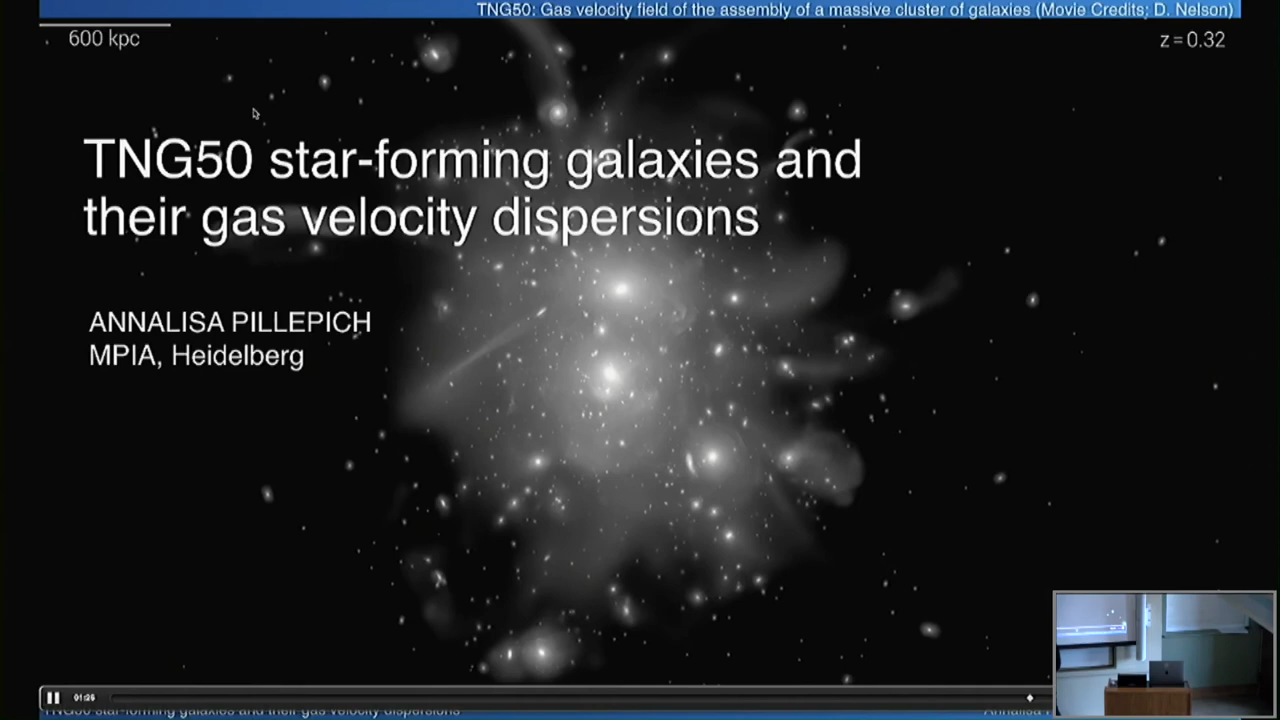 TNG50: Gas velocity field of the assembly of a massive cluster of galaxies (Movie Credits: D. Nelson)
600 kpc
z=0.32
TNG50 star-forming galaxies and
their gas velocity dispersions
ANNALISA PILLEPICH
MPIA, Heidelberg
01:26
TNG50 star-forming galaxies and their gas velocity dispersions
Annalisa